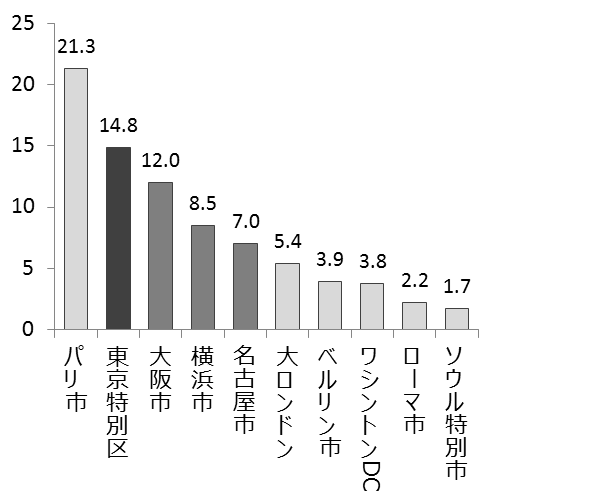 25
20
15
10
5
0
21.3
14.8
12.0
8.5
7.0
5.4
3.9
3.8
2.2
1.7
パリ市
東京特別区
大阪市
横浜市
名古屋市
大ロンドン
ベルリン市
ワシントンDC
ローマ市
ソウル特別市